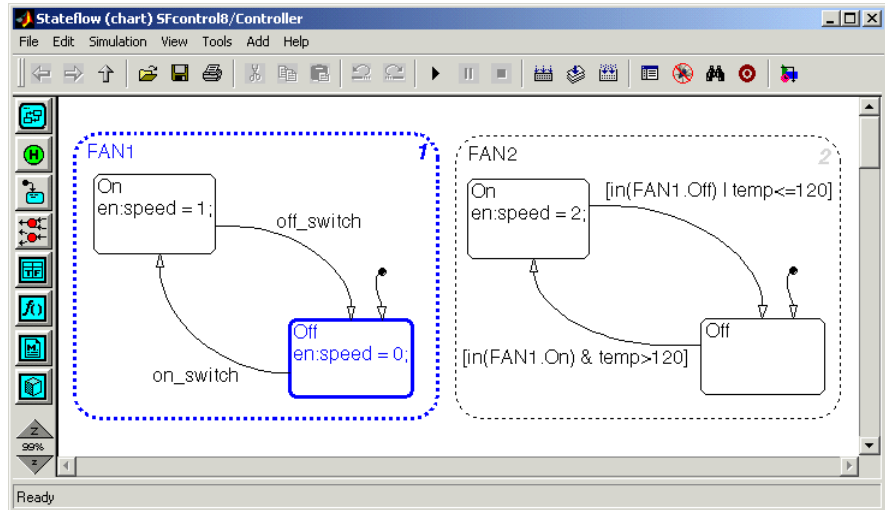 Stateflow (chart) SFcontrol8/Controller
File Edit Simulation View Tools Add Help
FAN1
1
On
en:speed = 1;
off_switch
Off
en:speed = 0;
on_switch
FAN2
2
On
en:speed = 2;
[in(FAN1.Off) | temp<=120]
Off
[in(FAN1.On) & temp>120]
H
TF
f()
M
Z
99%
z
Ready